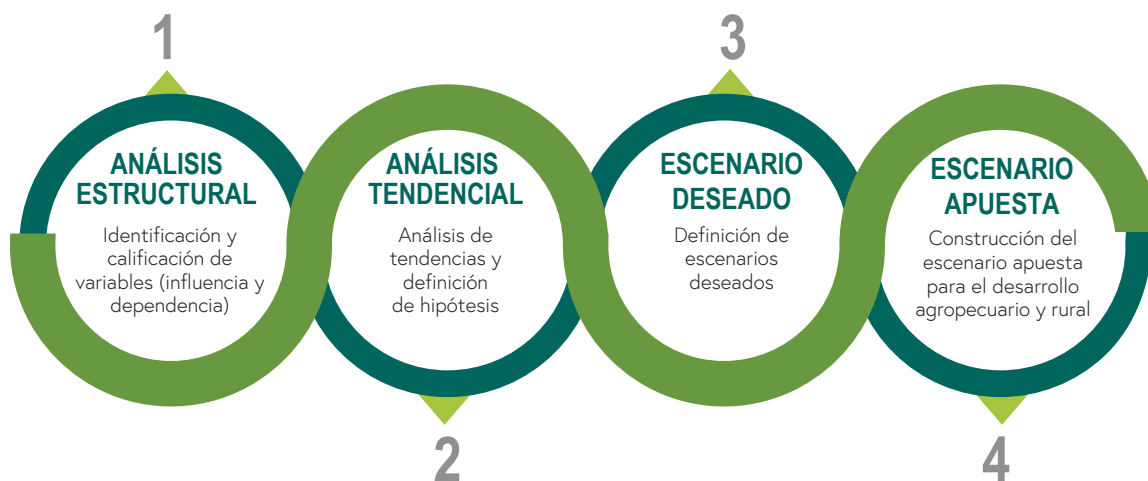 1
ANÁLISIS
ESTRUCTURAL
Identificación y
calificación de
variables (influencia y
dependencia)
2
ANÁLISIS
TENDENCIAL
Análisis de
tendencias y
definición
de hipótesis
3
ESCENARIO
DESEADO
Definición de
escenarios
deseados
4
ESCENARIO
APUESTA
Construcción del
escenario apuesta
para el desarrollo
agropecuario y rural